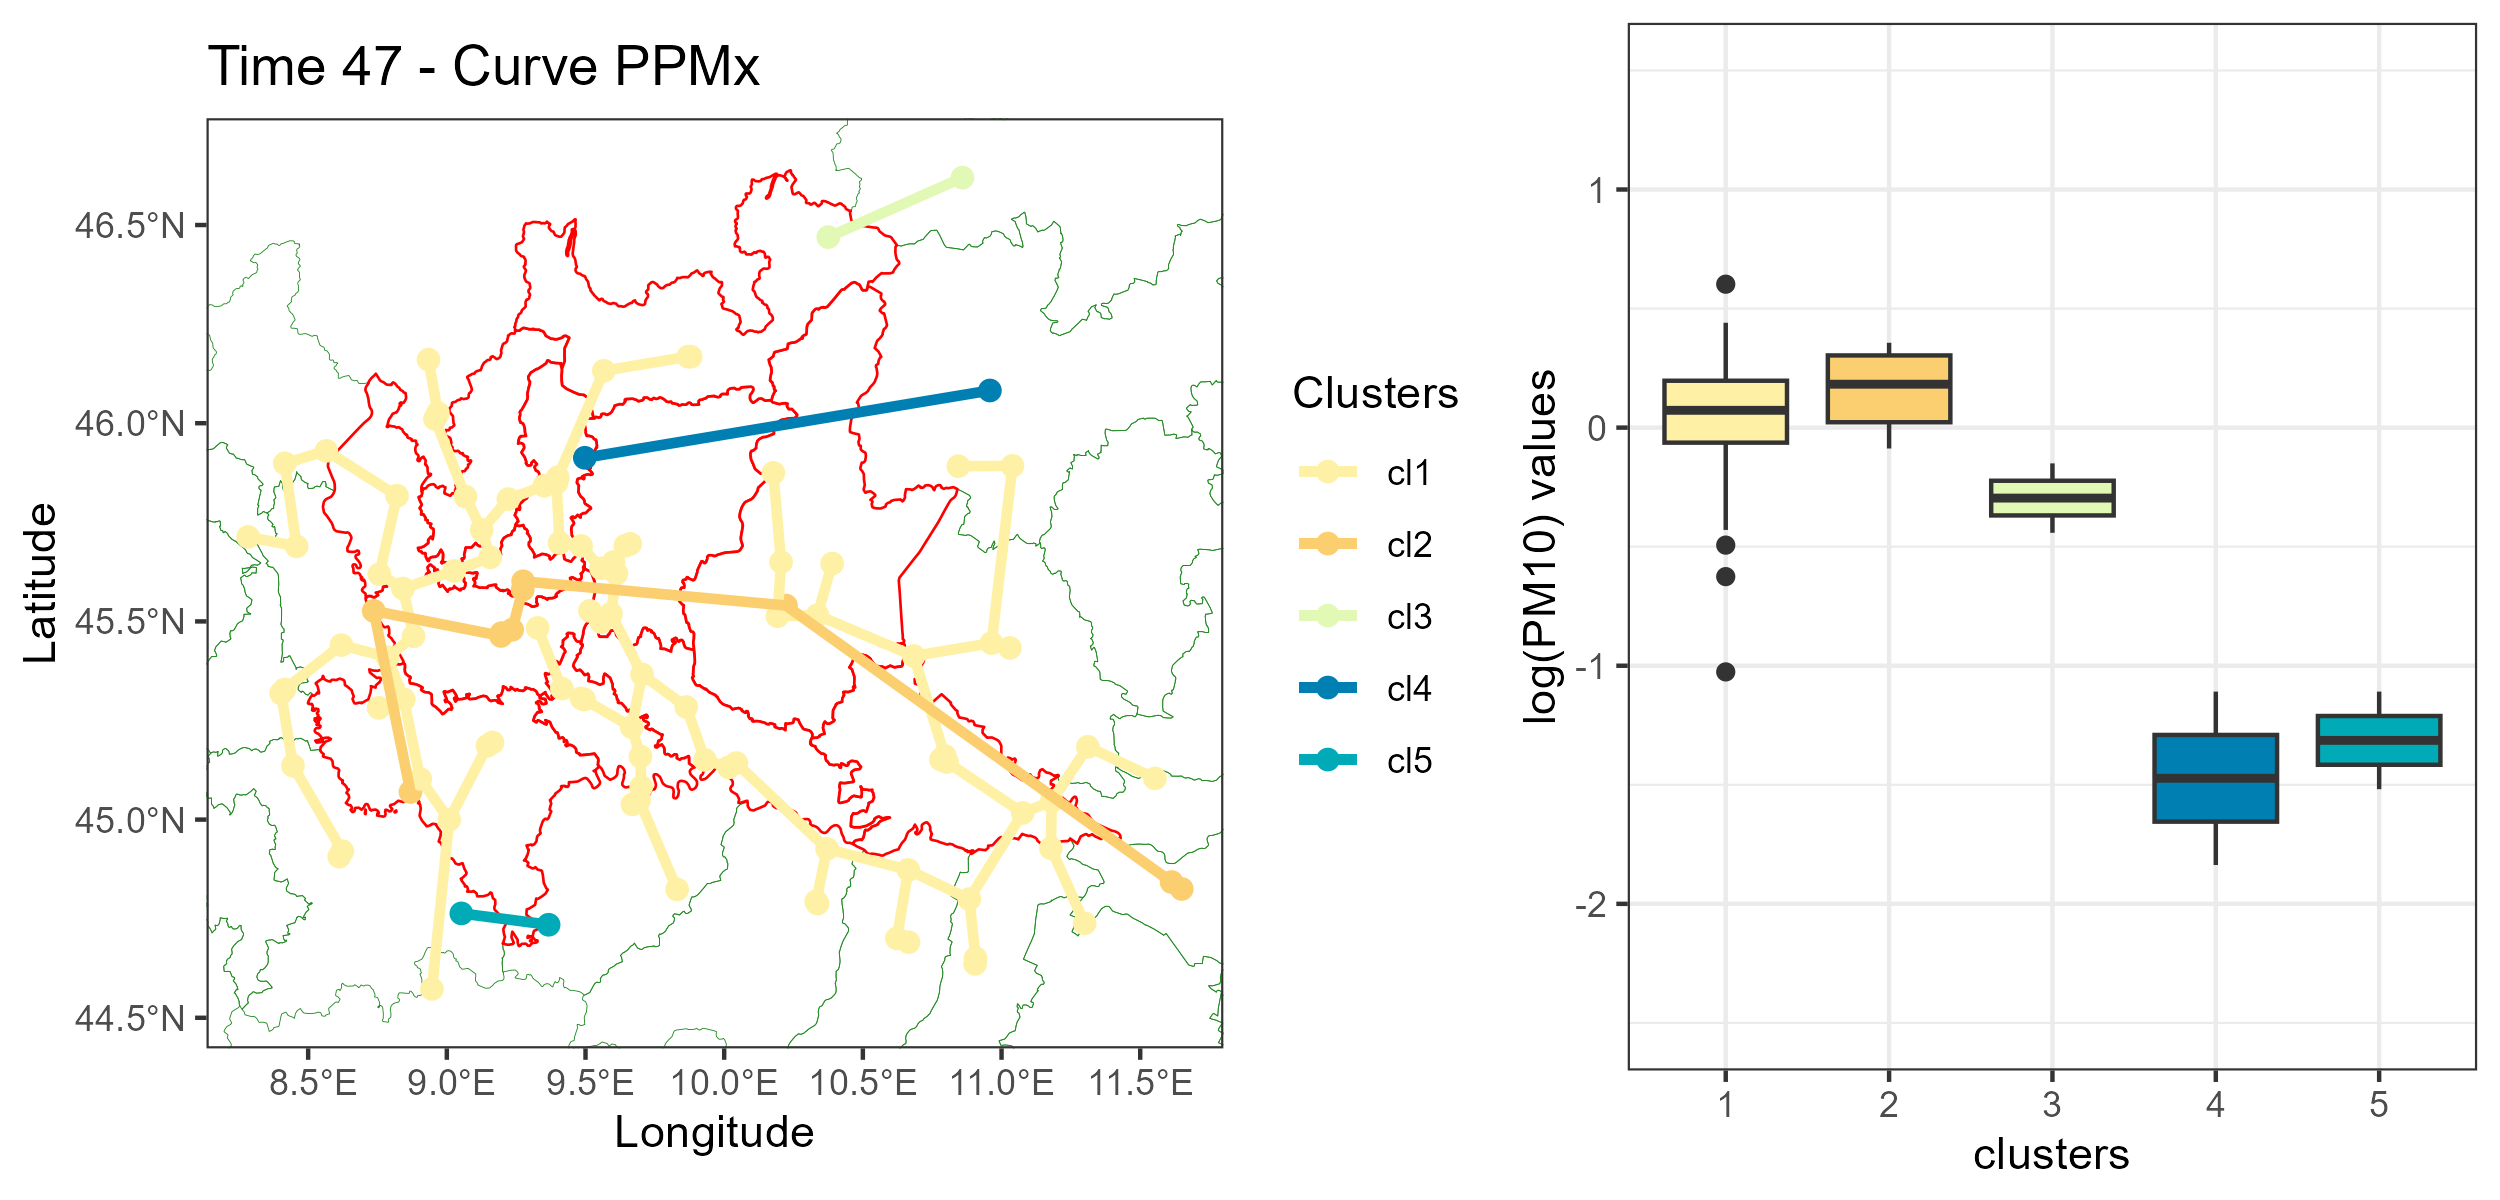 Time 47 - Curve PPMx
Latitude
46.5°N
46.0°N
45.5°N
45.0°N
44.5°N
8.5°E
9.0°E
9.5°E
10.0°E
10.5°E
11.0°E
11.5°E
Longitude
Clusters
cl1
cl2
cl3
cl4
cl5
log(PM10) values
1
0
-1
-2
1
2
3
4
5
clusters